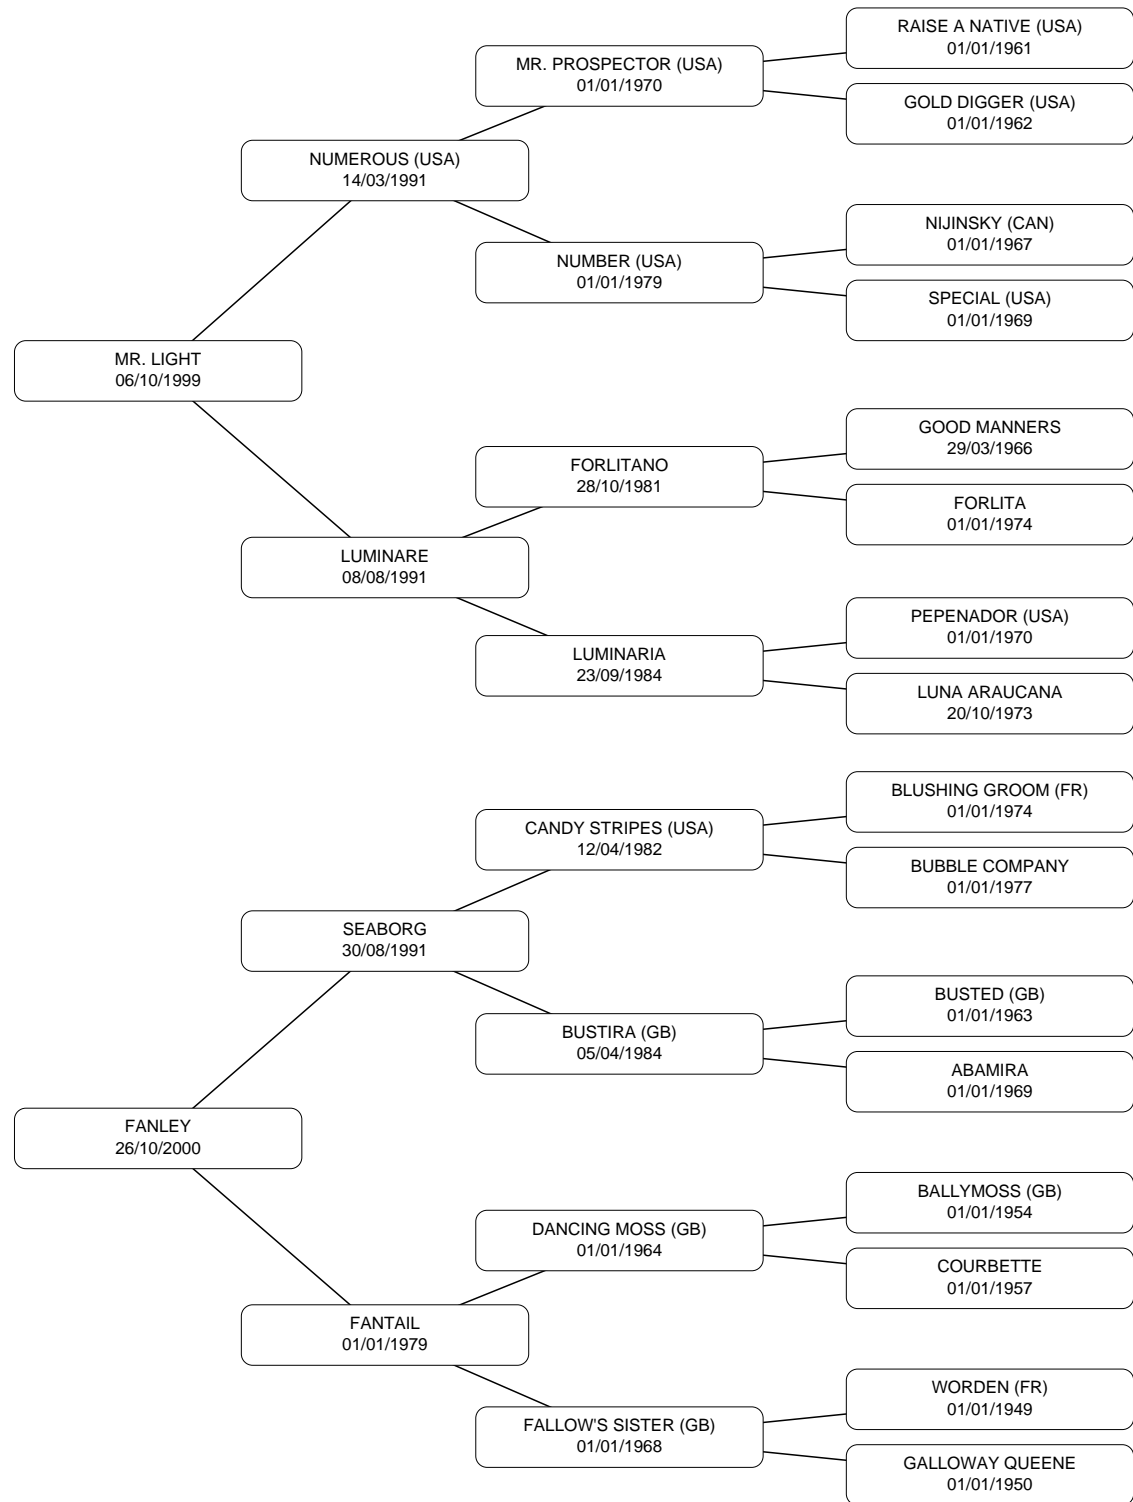 RAISE A NATIVE (USA)
01/01/1961
MR. PROSPECTOR (USA)
01/01/1970
GOLD DIGGER (USA)
01/01/1962
NUMEROUS (USA)
14/03/1991
NIJINSKY (CAN)
01/01/1967
NUMBER (USA)
01/01/1979
SPECIAL (USA)
01/01/1969
MR. LIGHT
06/10/1999
GOOD MANNERS
29/03/1966
FORLITANO
28/10/1981
FORLITA
01/01/1974
LUMINARE
08/08/1991
PEPENADOR (USA)
01/01/1970
LUMINARIA
23/09/1984
LUNA ARAUCANA
20/10/1973
BLUSHING GROOM (FR)
01/01/1974
CANDY STRIPES (USA)
12/04/1982
BUBBLE COMPANY
01/01/1977
SEABORG
30/08/1991
BUSTED (GB)
01/01/1963
BUSTIRA (GB)
05/04/1984
ABAMIRA
01/01/1969
FANLEY
26/10/2000
BALLYMOSS (GB)
01/01/1954
DANCING MOSS (GB)
01/01/1964
COURBETTE
01/01/1957
FANTAIL
01/01/1979
WORDEN (FR)
01/01/1949
FALLOW'S SISTER (GB)
01/01/1968
GALLOWAY QUEENE
01/01/1950